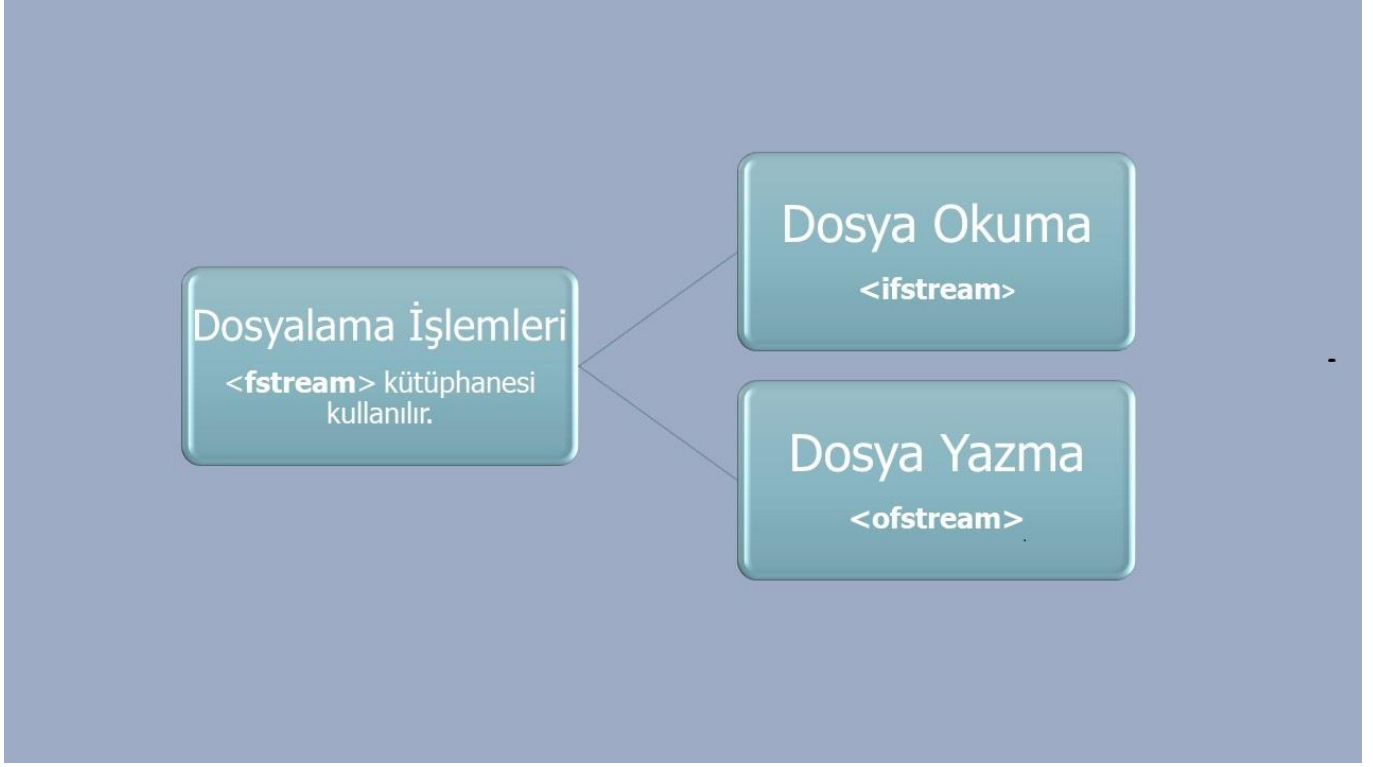 Dosyalama İşlemleri
<fstream> kütüphanesi
kullanılır.
Dosya Okuma
<ifstream>
Dosya Yazma
<ofstream>